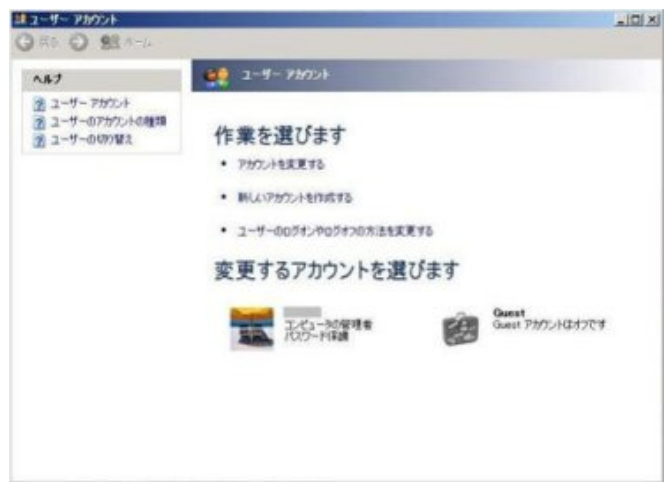 ユーザー アカウント
戻る ホーム
ヘルプ
ユーザー アカウント
ユーザーのアカウントの種類
ユーザーの切り替え
ユーザー アカウント
作業を選びます
• アカウントを変更する
• 新しいアカウントを作成する
• ユーザーのログオンやログオフの方法を変更する
変更するアカウントを選びます
コンピュータの管理者
パスワード保護
Guest
Guest アカウントはオフです